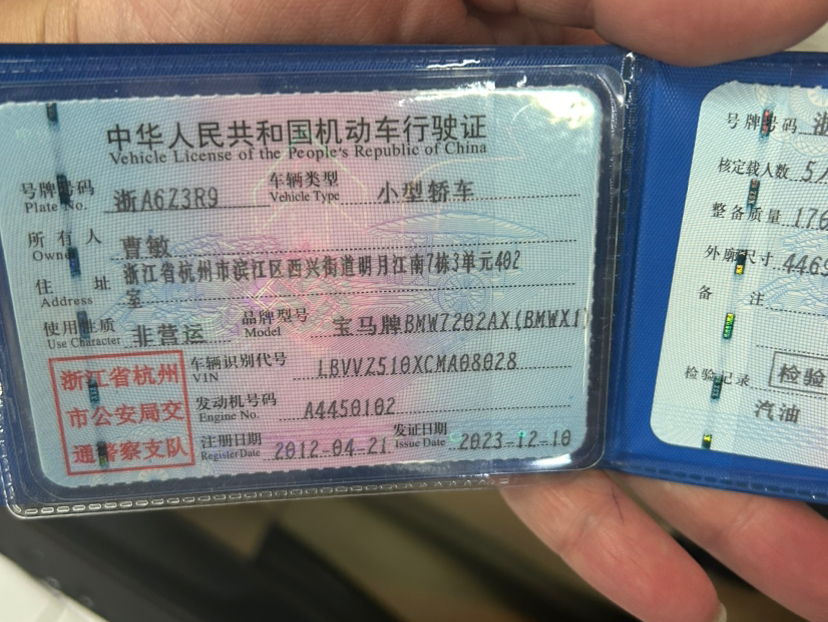 中华人民共和国机动车行驶证
Vehicle License of the People's Republic of China
号牌号码 浙A6Z3R9 车辆类型 小型轿车
Plate No. Vehicle Type
所有人 曹敏
Owner
住址 浙江省杭州市滨江区西兴街道明月江南7栋3单元402
Address 室
使用性质 非营运 品牌型号 宝马牌BMW7202AX(BMWX1)
Use Character Model
浙江省杭州
市公安局交
通警察支队
车辆识别代号 LBVVZ510XCMA08028
VIN
发动机号码 A4450102
Engine No.
注册日期 2012-04-21 发证日期 2023-12-10
Register Date Issue Date
号牌号码 浙
核定载人数 5人
整备质量 176
外廓尺寸 4469
备注
检验记录 检验
汽油